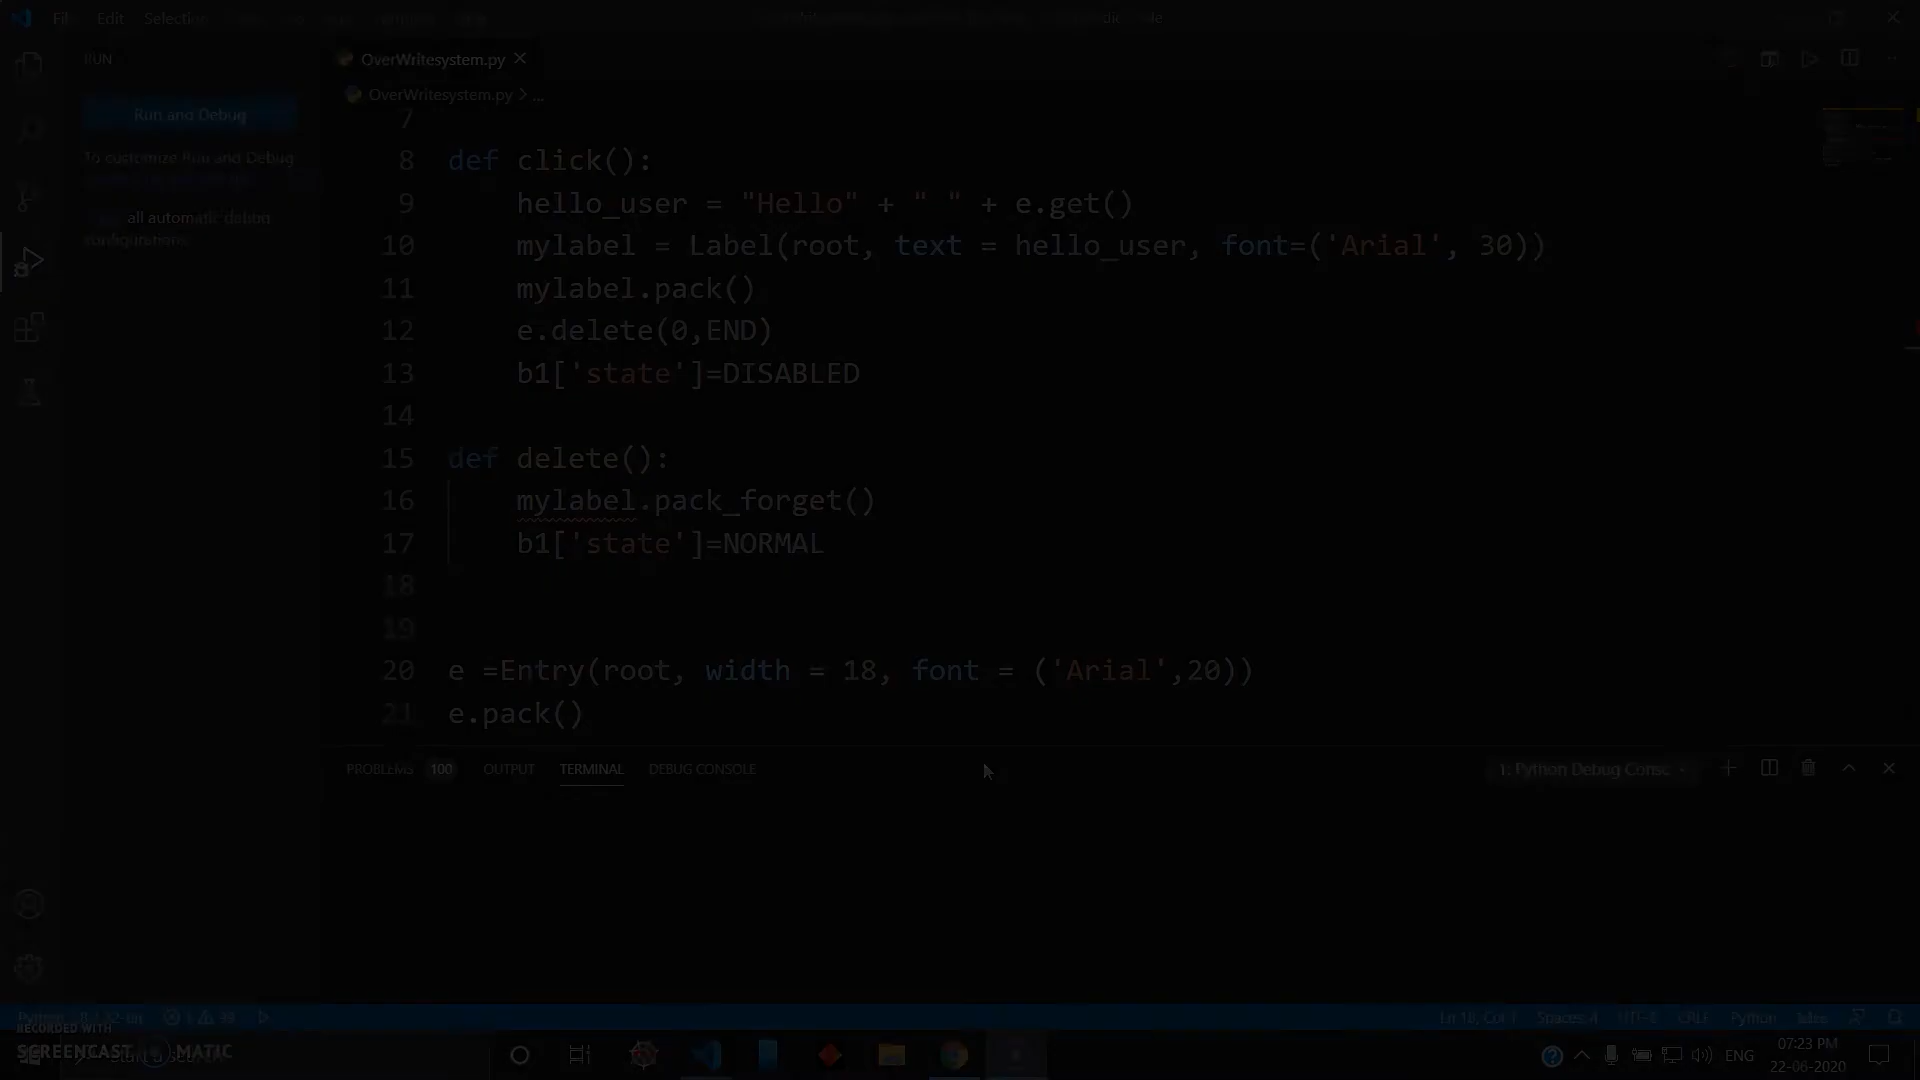 File Edit Selection
RUN
OverWritesystem.py
Run and Debug
OverWritesystem.py > ...
To customize Run and Debug
all automatic debug
configurations.
7
8 def click():
9 hello_user = "Hello" + " " + e.get()
10 mylabel = Label(root, text = hello_user, font=('Arial', 30))
11 mylabel.pack()
12 e.delete(0,END)
13 b1['state']=DISABLED
14
15 def delete():
16 mylabel.pack_forget()
17 b1['state']=NORMAL
18
19
20 e =Entry(root, width = 18, font = ('Arial',20))
21 e.pack()
PROBLEMS 100 OUTPUT TERMINAL DEBUG CONSOLE
1: Python Debug Consc
Ln 18, Col 1 Spaces: 4 UTF-8 CRLF Python
RECORDED WITH
SCREENCAST MATIC
ENG
07:23 PM
22-06-2020